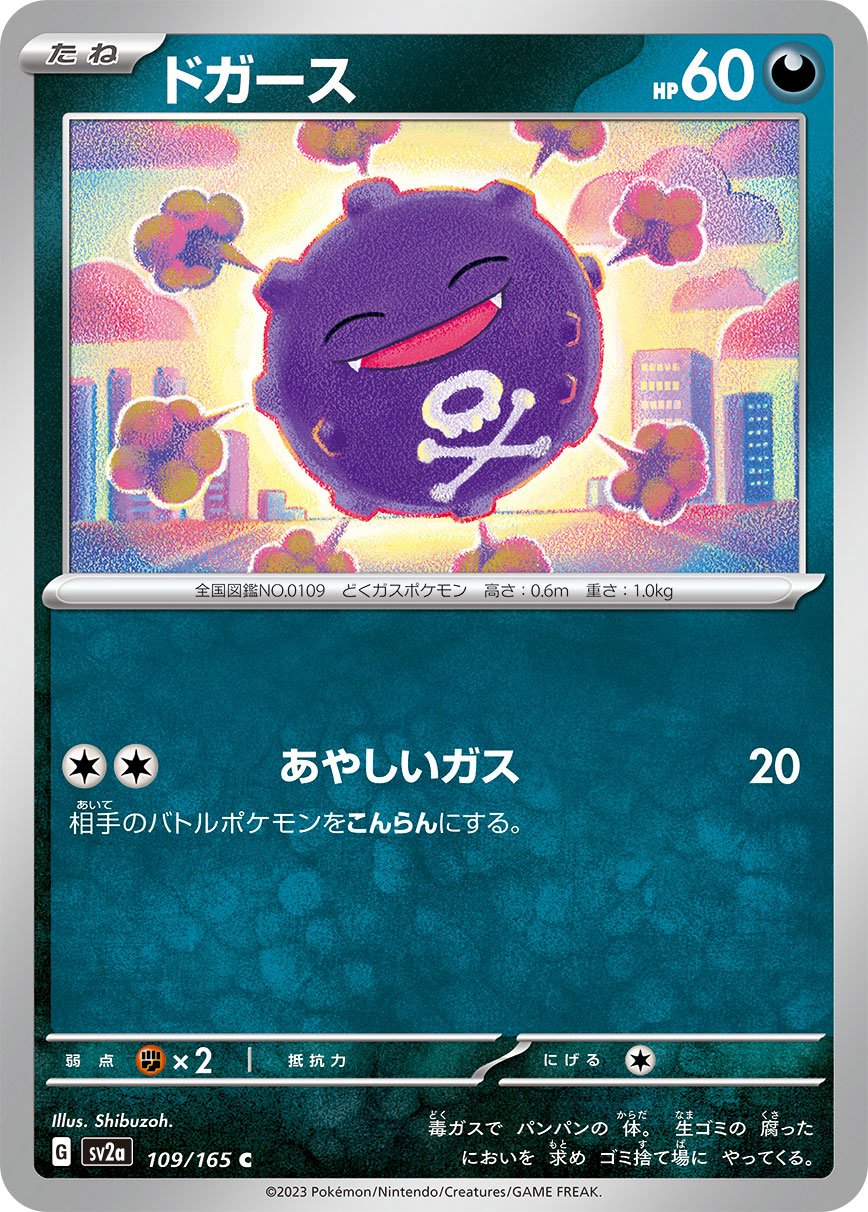 たね ドガース HP60
全国図鑑NO.0109 どくガスポケモン 高さ:0.6m 重さ:1.0kg
あやしいガス 20
相手のバトルポケモンをこんらんにする。
弱点 ×2 抵抗力 にげる
Illus. Shibuzoh.
毒ガスで パンパンの 体。 生ゴミの 腐った
においを 求め ゴミ捨て場に やってくる。
G sv2a 109/165 C
©2023 Pokémon/Nintendo/Creatures/GAME FREAK.